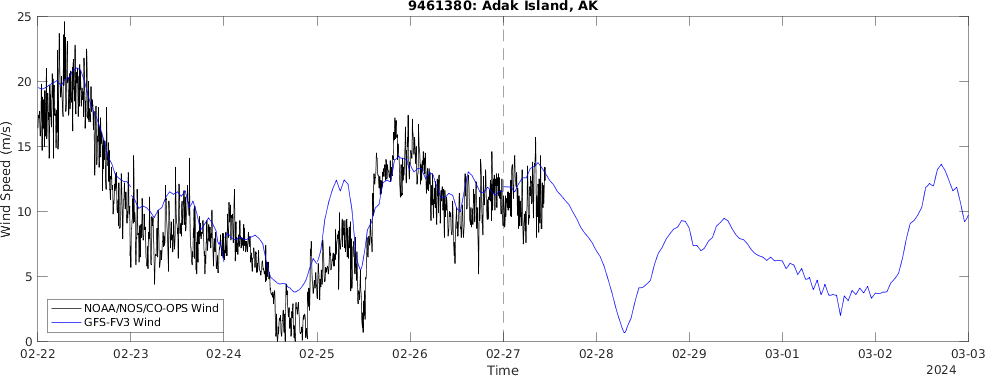 9461380: Adak Island, AK
Wind Speed (m/s)
25
20
15
10
5
0
NOAA/NOS/CO-OPS Wind
GFS-FV3 Wind
02-22 02-23 02-24 02-25 02-26 02-27 02-28 02-29 03-01 03-02 03-03
Time
2024